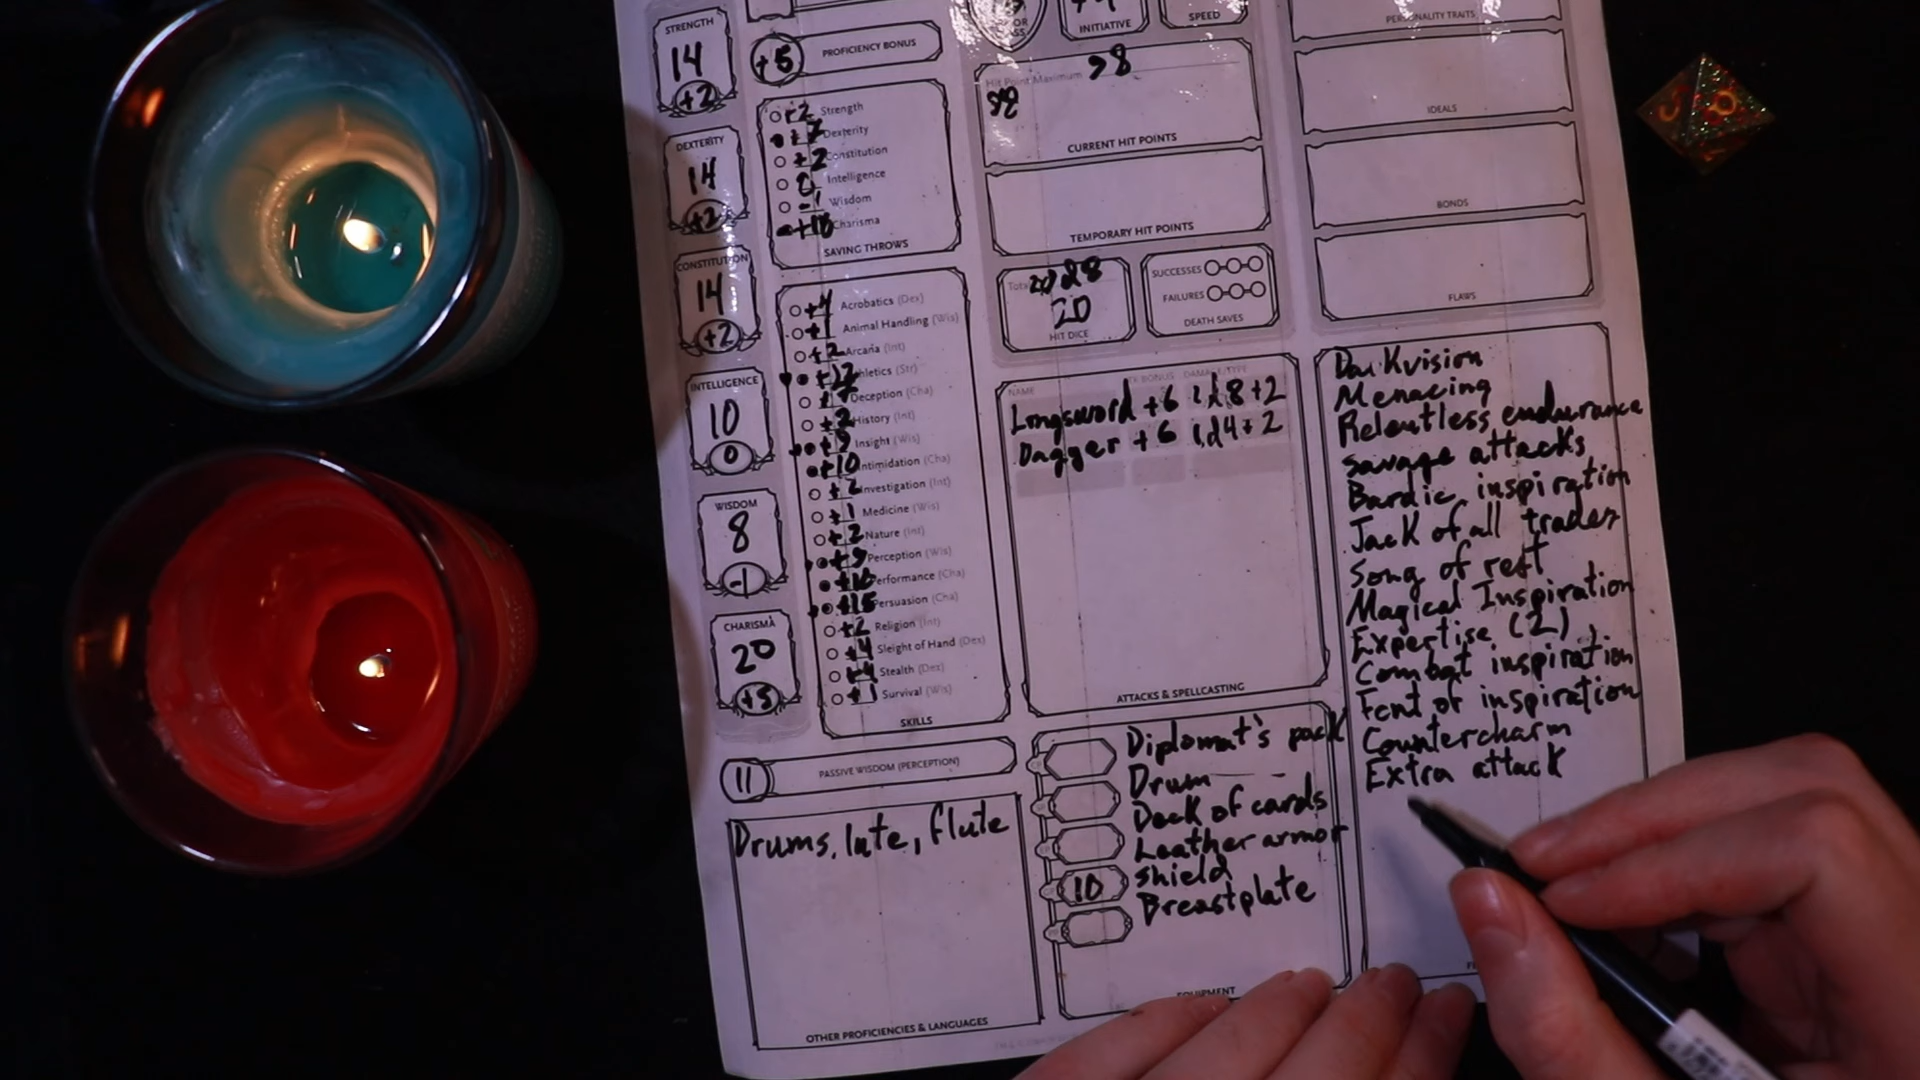 STRENGTH
14
+2
DEXTERITY
14
+2
CONSTITUTION
14
+2
INTELLIGENCE
10
0
WISDOM
8
-1
CHARISMA
20
+5
+5 PROFICIENCY BONUS
+2 Strength
Dexterity
+2 Constitution
0 Intelligence
-1 Wisdom
+10 Charisma
SAVING THROWS
+4 Acrobatics (Dex)
+1 Animal Handling (Wis)
+2 Arcana (Int)
+12 Athletics (Str)
Deception (Cha)
+2 History (Int)
+9 Insight (Wis)
+10 Intimidation (Cha)
+2 Investigation (Int)
+1 Medicine (Wis)
+2 Nature (Int)
+9 Perception (Wis)
Performance (Cha)
+15 Persuasion (Cha)
+2 Religion (Int)
+4 Sleight of Hand (Dex)
+4 Stealth (Dex)
+1 Survival (Wis)
SKILLS
11 PASSIVE WISDOM (PERCEPTION)
Drums, lute, flute
OTHER PROFICIENCIES & LANGUAGES
INITIATIVE
SPEED
Hit Point Maximum
CURRENT HIT POINTS
TEMPORARY HIT POINTS
20
HIT DICE
SUCCESSES
FAILURES
DEATH SAVES
NAME
Longsword +6 1d8+2
Dagger +6 1d4+2
ATTACKS & SPELLCASTING
Diplomat's pack
Drum
Deck of cards
Leather armor
10 shield
Breastplate
EQUIPMENT
PERSONALITY TRAITS
IDEALS
BONDS
FLAWS
Darkvision
Menacing
Relentless endurance
savage attacks
Bardic inspiration
Jack of all trades
Song of rest
Magical Inspiration
Expertise (2)
Combat inspiration
Font of inspiration
Countercharm
Extra attack